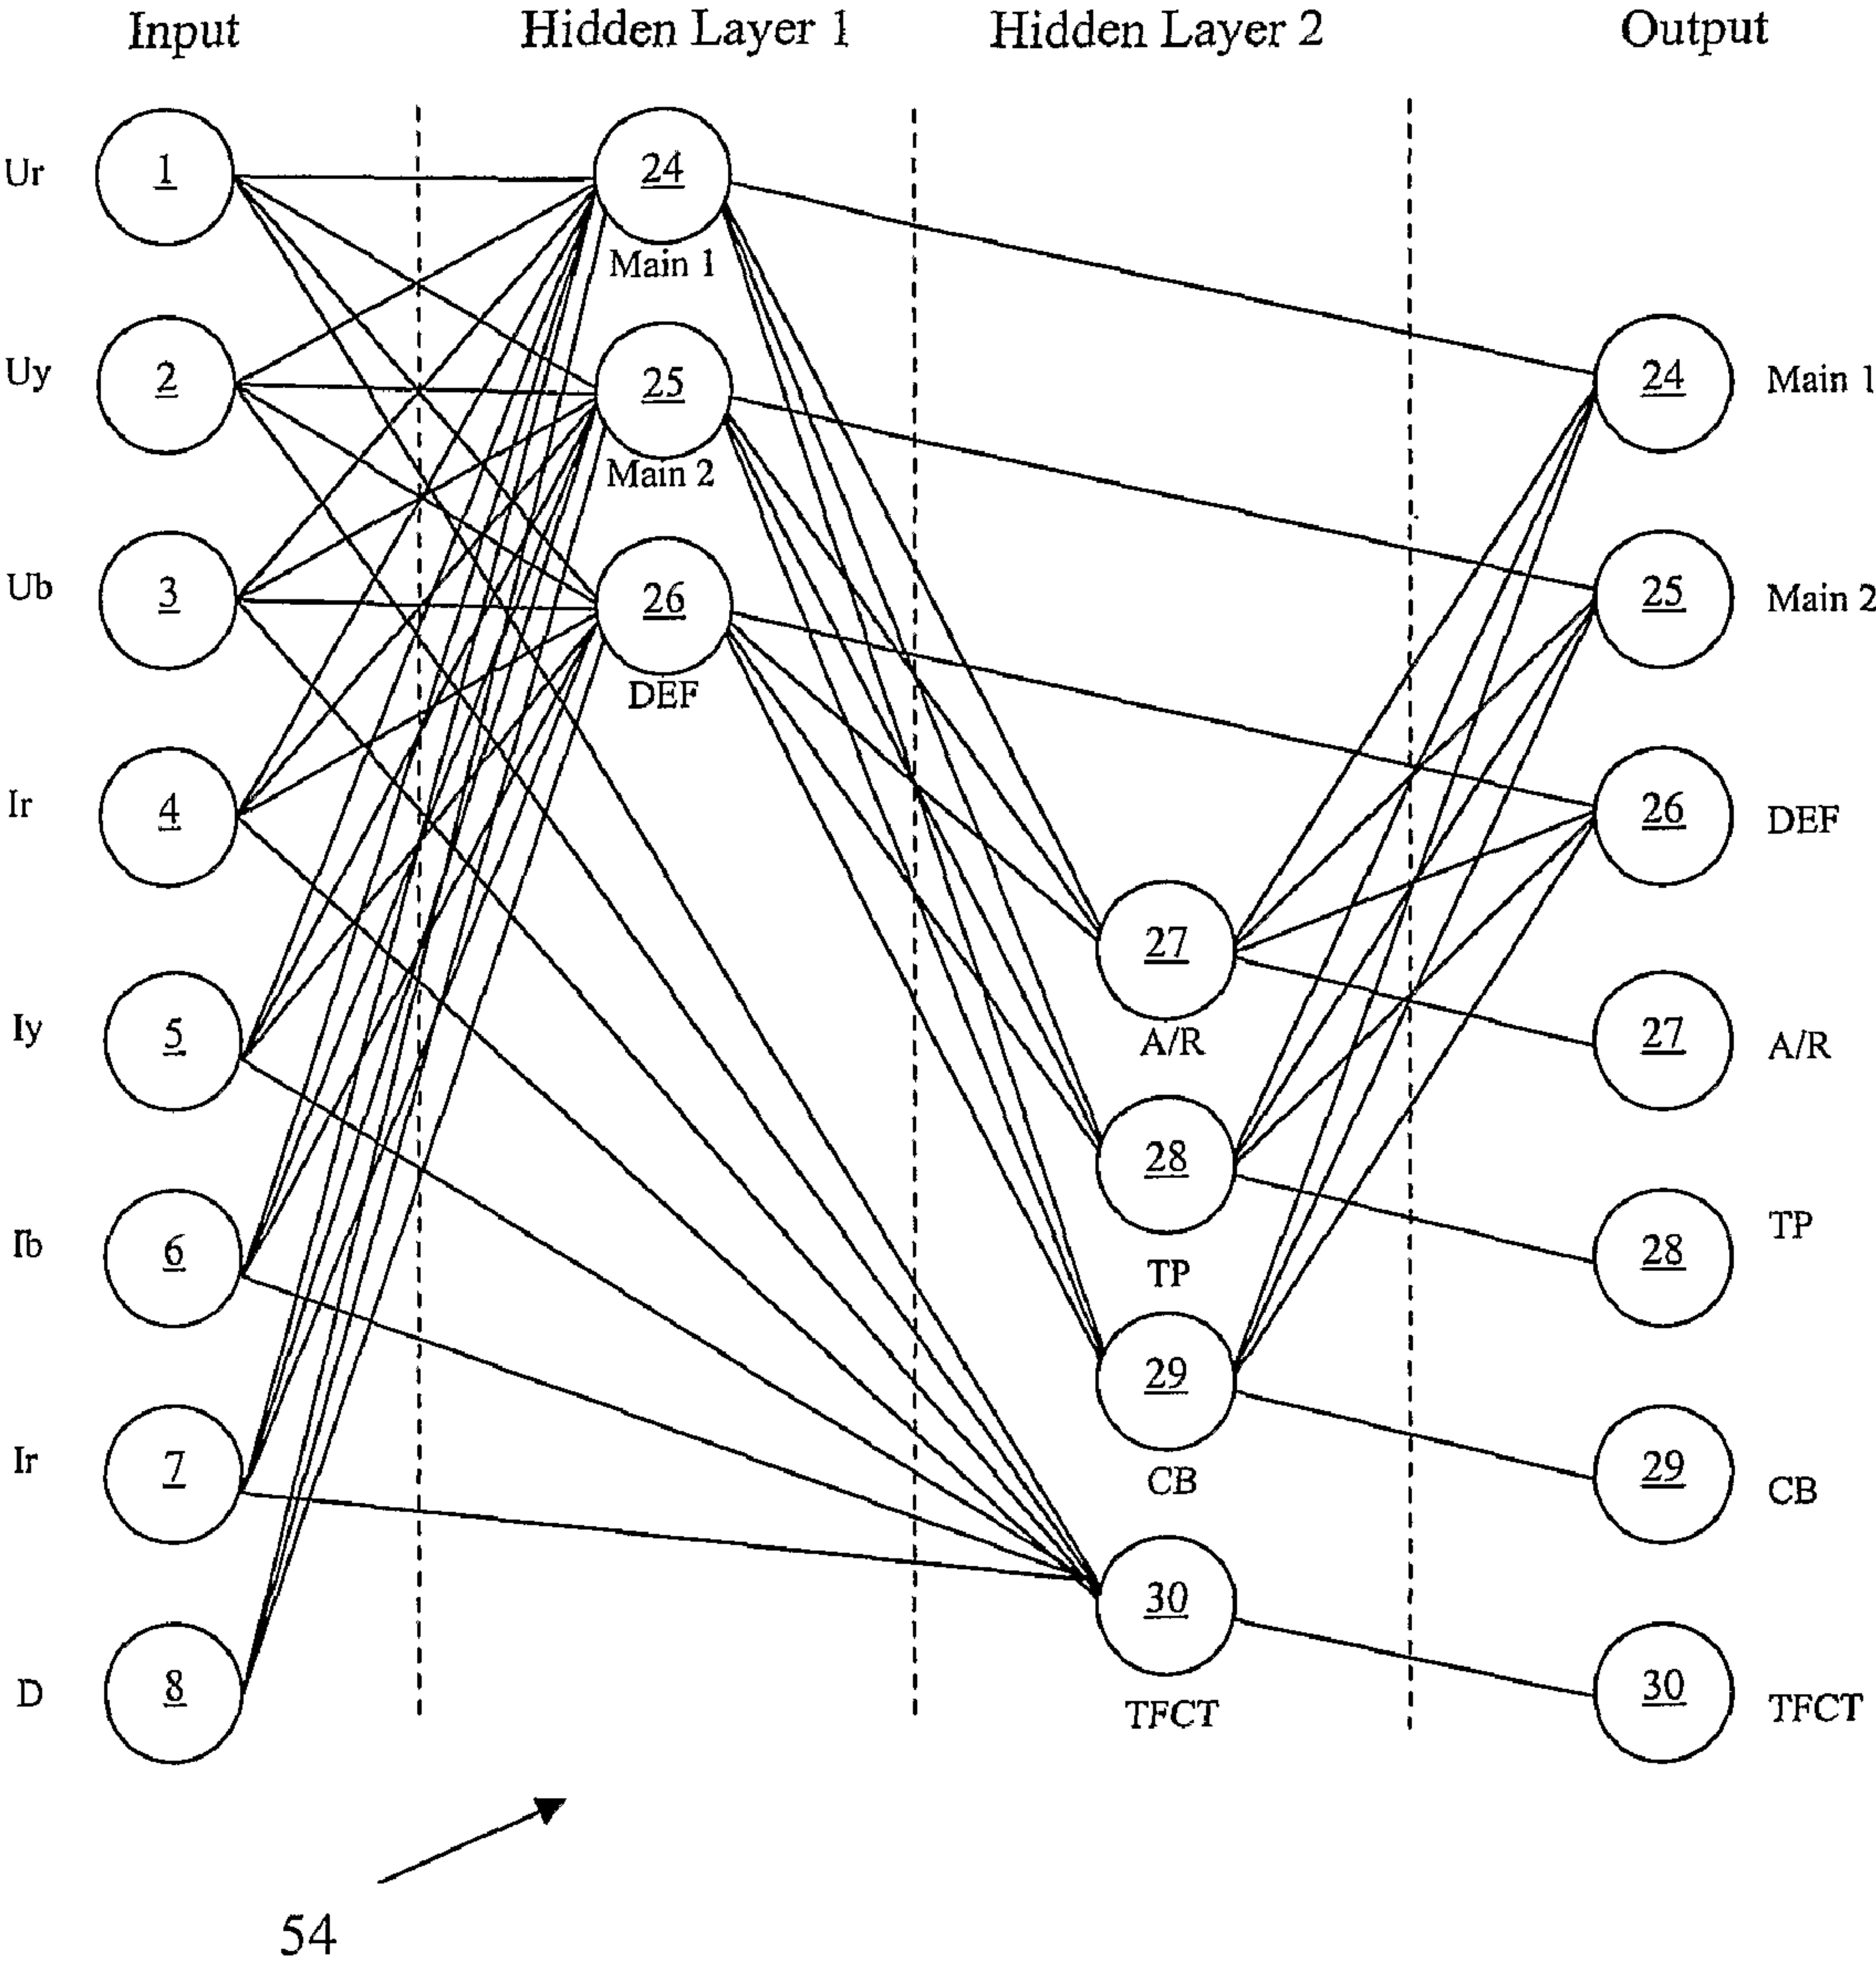 Input Hidden Layer 1 Hidden Layer 2 Output
Ur 1 24
Main 1
Uy 2 25 24 Main 1
Main 2
Ub 3 26 25 Main 2
DEF
Ir 4 26 DEF
27
A/R
Iy 5 27 A/R
28
TP
Ib 6 28 TP
29
CB
Ir 7 29 CB
30
TFCT
D 8 30 TFCT
54